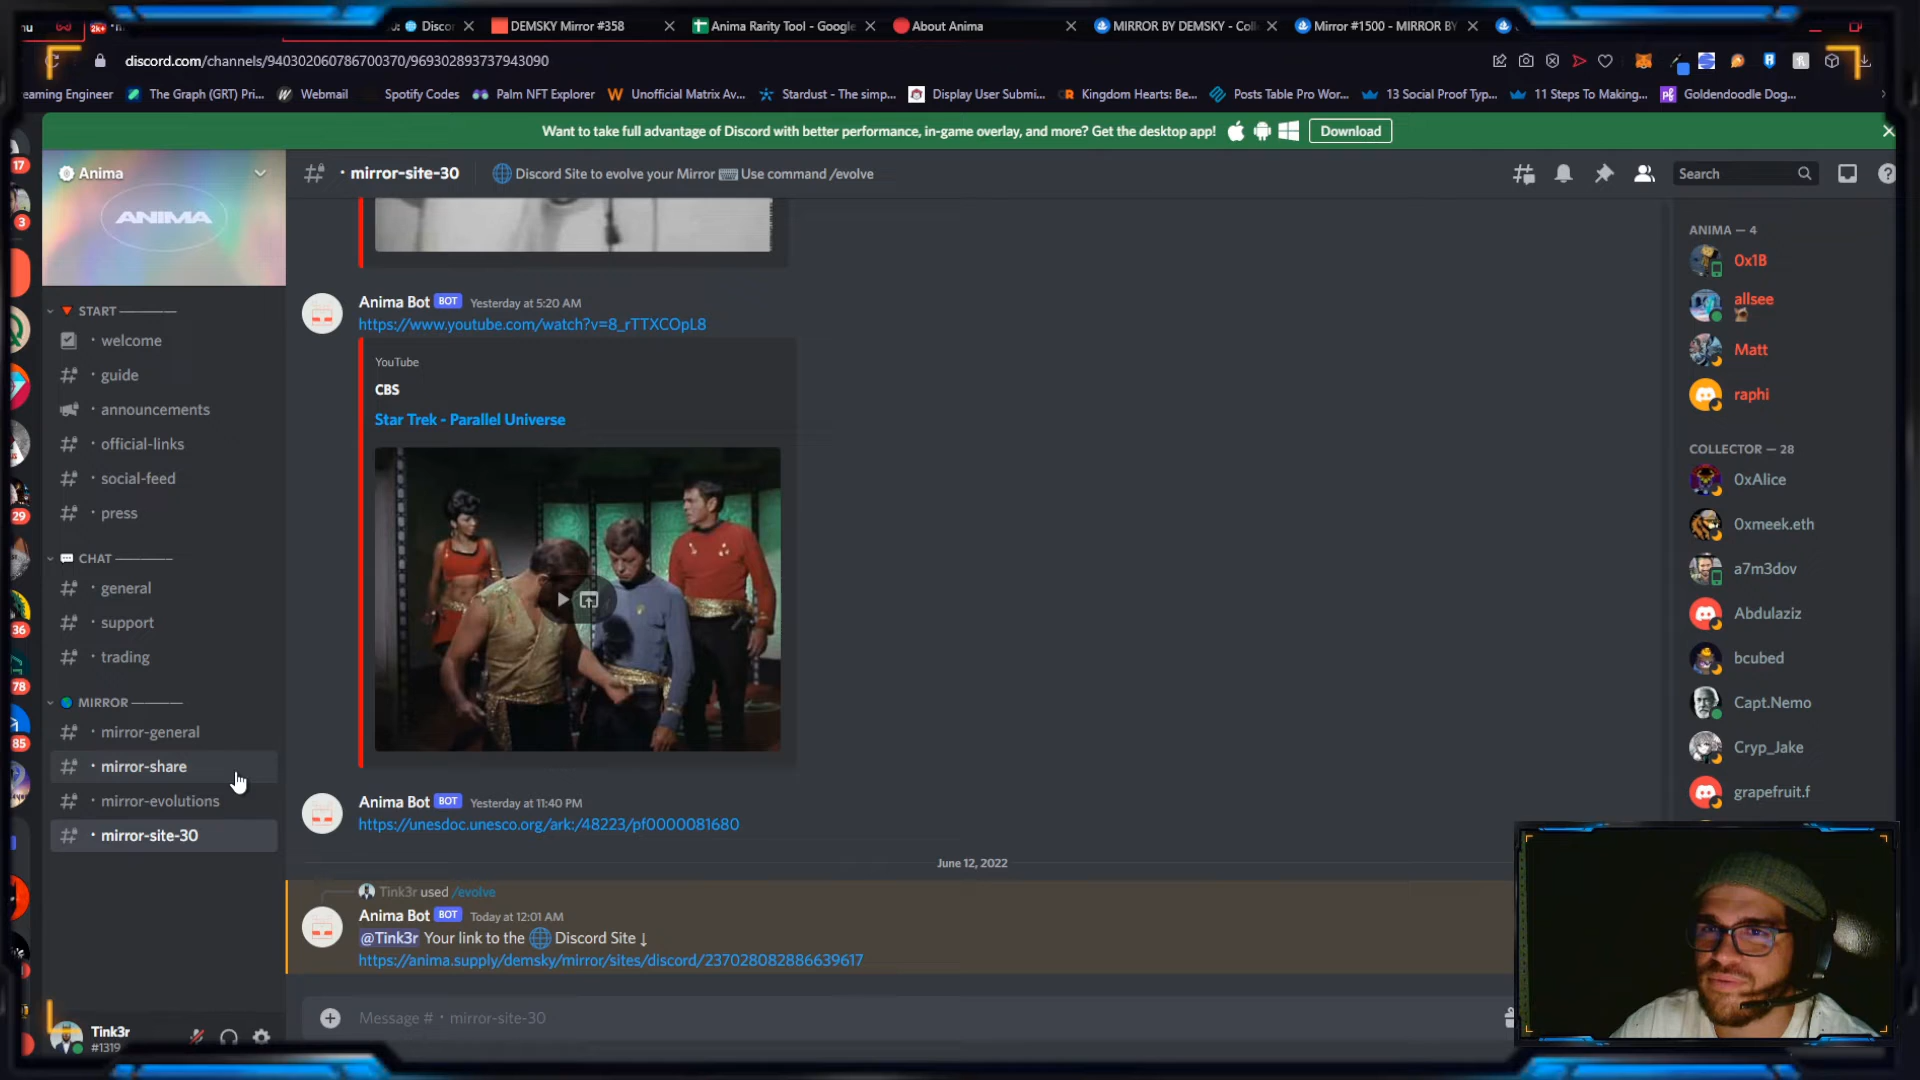 Discor
DEMSKY Mirror #358
Anima Rarity Tool - Google
About Anima
MIRROR BY DEMSKY - Coll
Mirror #1500 - MIRROR BY
discord.com/channels/940302060786700370/969302893737943090
eaming Engineer
The Graph (GRT) Pri...
Webmail
Spotify Codes
Palm NFT Explorer
Unofficial Matrix Av...
Stardust - The simp...
Display User Submi...
Kingdom Hearts: Be...
Posts Table Pro Wor...
13 Social Proof Typ...
11 Steps To Making...
Goldendoodle Dog...
Want to take full advantage of Discord with better performance, in-game overlay, and more? Get the desktop app!
Download
Anima
ANIMA
START
welcome
guide
announcements
official-links
social-feed
press
CHAT
general
support
trading
MIRROR
mirror-general
mirror-share
mirror-evolutions
mirror-site-30
17
3
29
36
78
85
Tink3r
#1319
mirror-site-30
Discord Site to evolve your Mirror Use command /evolve
Search
Anima Bot BOT Yesterday at 5:20 AM
https://www.youtube.com/watch?v=8_rTTXCOpL8
YouTube
CBS
Star Trek - Parallel Universe
Anima Bot BOT Yesterday at 11:40 PM
https://unesdoc.unesco.org/ark:/48223/pf0000081680
June 12, 2022
Tink3r used /evolve
Anima Bot BOT Today at 12:01 AM
@Tink3r Your link to the Discord Site ↓
https://anima.supply/demsky/mirror/sites/discord/237028082886639617
Message # · mirror-site-30
ANIMA — 4
0x1B
allsee
Matt
raphi
COLLECTOR — 28
0xAlice
0xmeek.eth
a7m3dov
Abdulaziz
bcubed
Capt.Nemo
Cryp_Jake
grapefruit.f